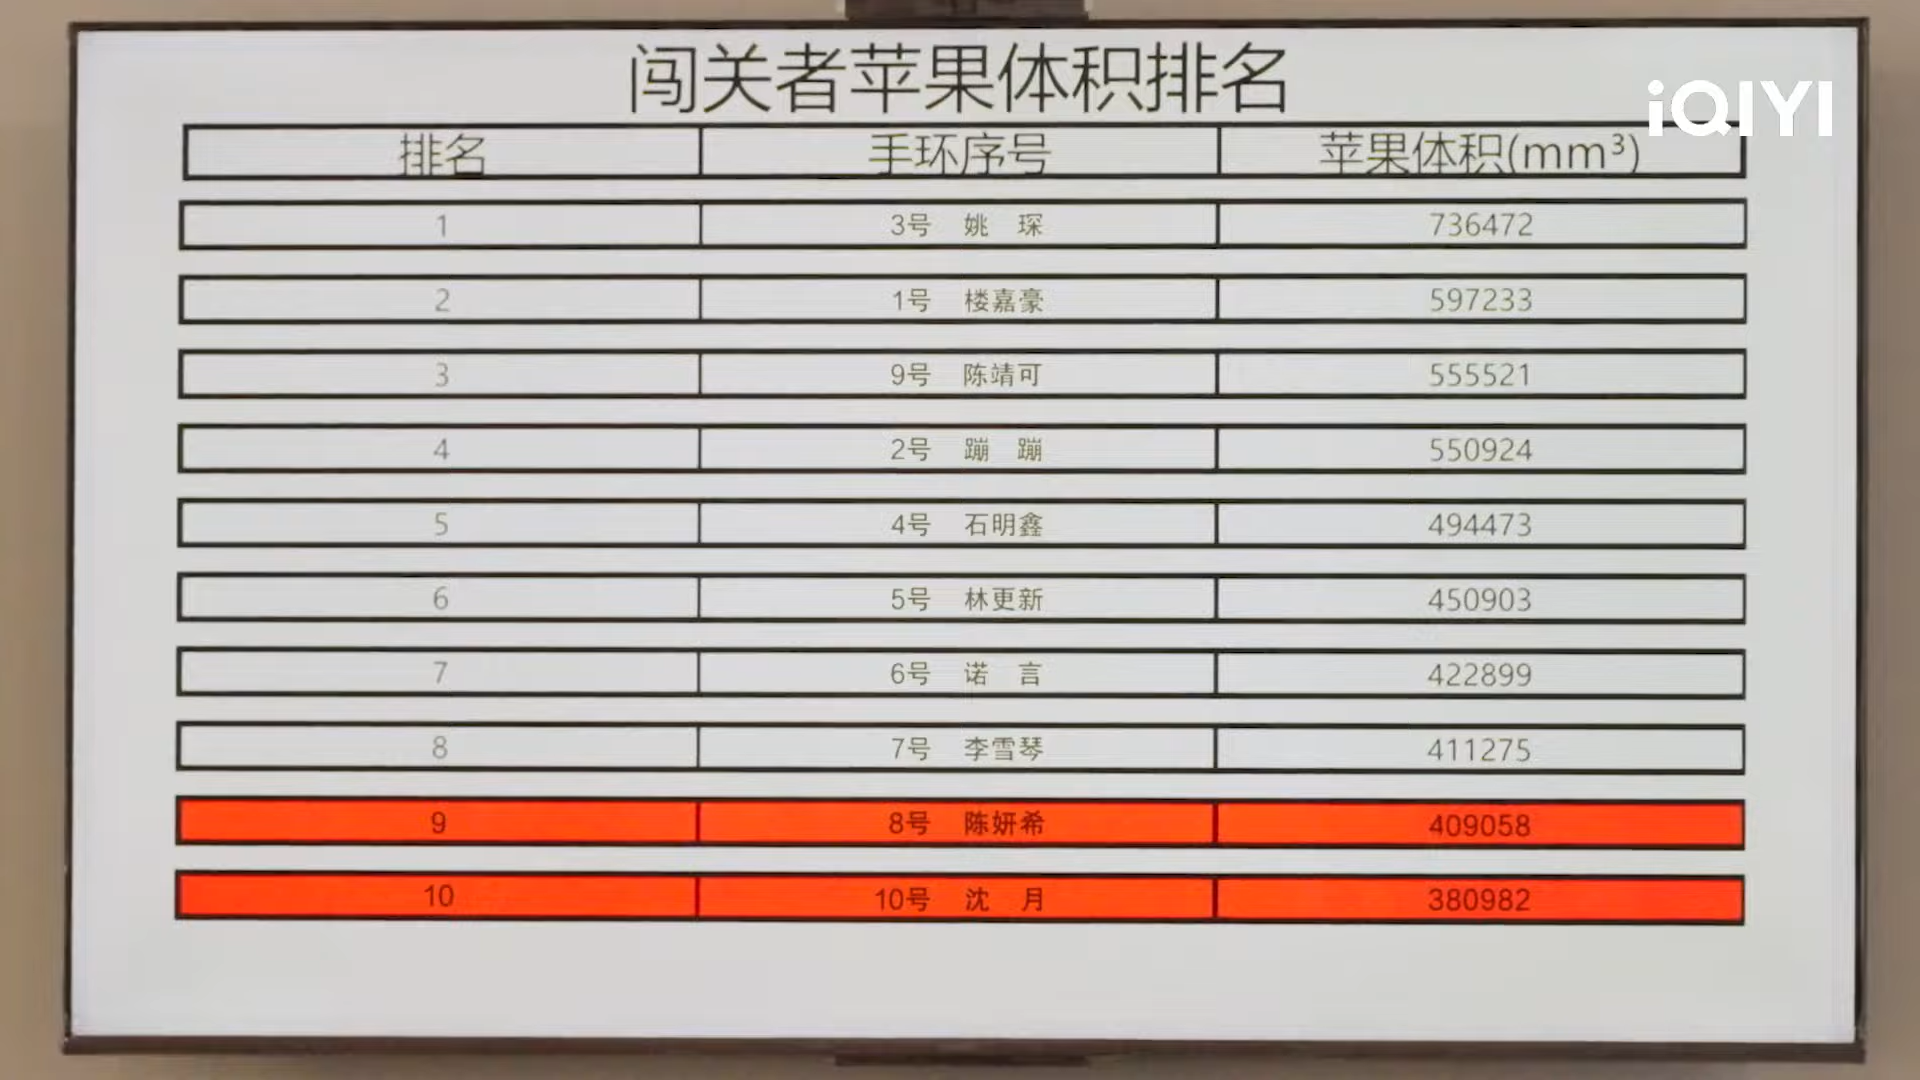 闯关者苹果体积排名
iQIYI
排名 手环序号 苹果体积(mm³)
1 3号 姚 琛 736472
2 1号 楼嘉豪 597233
3 9号 陈靖可 555521
4 2号 蹦 蹦 550924
5 4号 石明鑫 494473
6 5号 林更新 450903
7 6号 诺 言 422899
8 7号 李雪琴 411275
9 8号 陈妍希 409058
10 10号 沈 月 380982